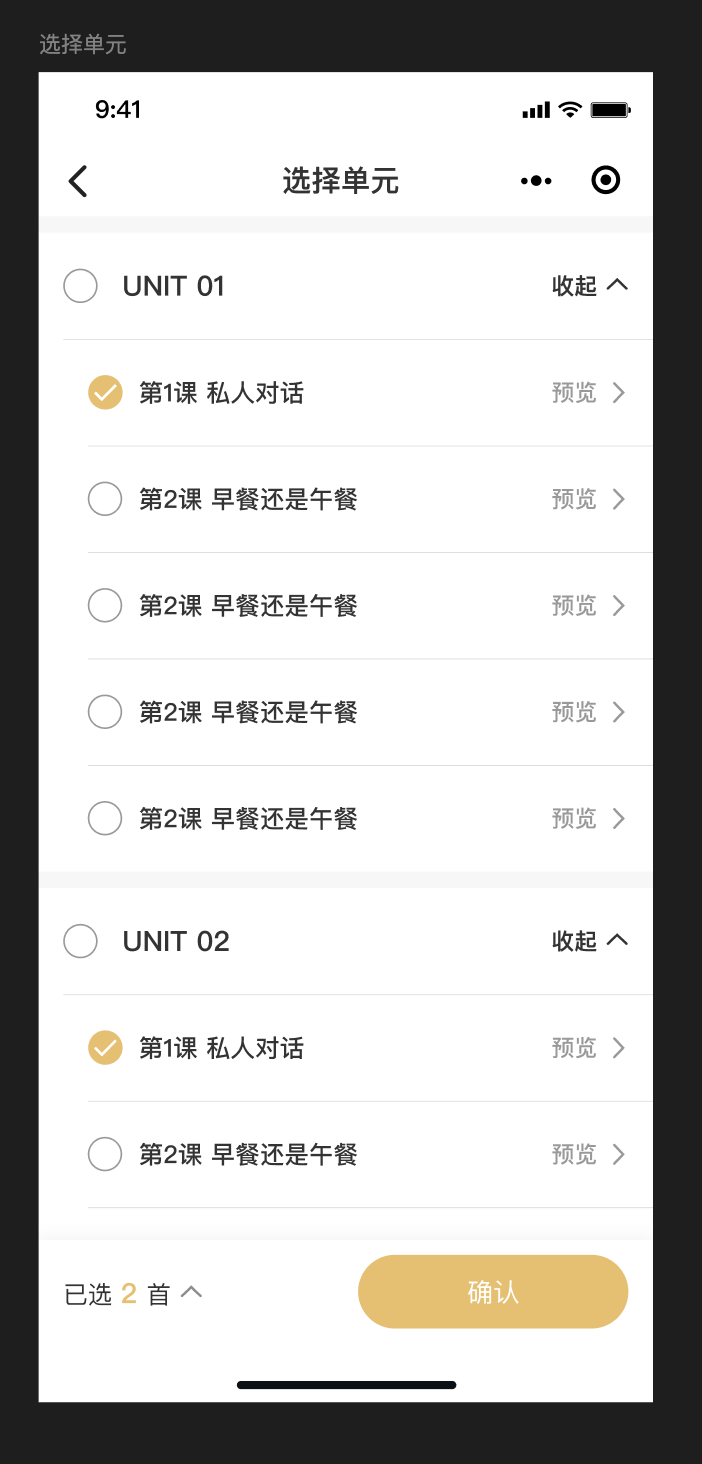 选择单元
9:41
选择单元
UNIT 01 收起
第1课 私人对话 预览
第2课 早餐还是午餐 预览
第2课 早餐还是午餐 预览
第2课 早餐还是午餐 预览
第2课 早餐还是午餐 预览
UNIT 02 收起
第1课 私人对话 预览
第2课 早餐还是午餐 预览
已选 2 首 确认